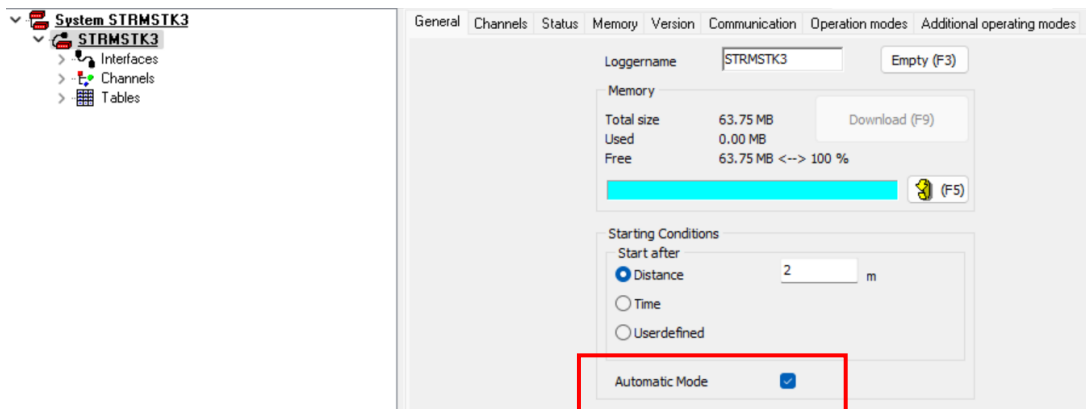 System STRMSTK3
STRMSTK3
Interfaces
Channels
Tables
General Channels Status Memory Version Communication Operation modes Additional operating modes
Loggername STRMSTK3 Empty (F3)
Memory
Total size 63.75 MB Download (F9)
Used 0.00 MB
Free 63.75 MB <--> 100 %
(F5)
Starting Conditions
Start after
Distance 2 m
Time
Userdefined
Automatic Mode